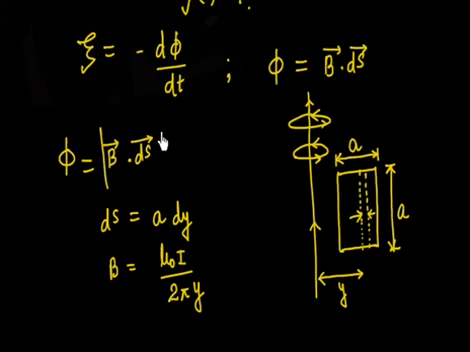 ξ = - dϕ/dt ; ϕ = B⃗ · ds⃗
ϕ = | B⃗ · ds⃗
ds = a dy
B = μ₀I / 2πy
a
a
y